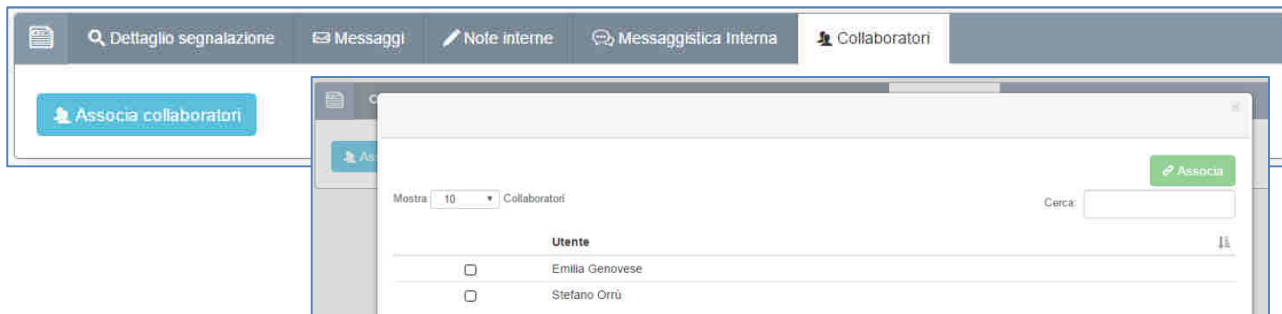 Dettaglio segnalazione Messaggi Note interne Messaggistica Interna Collaboratori
Associa collaboratori
Associa
Mostra 10 Collaboratori Cerca:
Utente
Emilia Genovese
Stefano Orrù